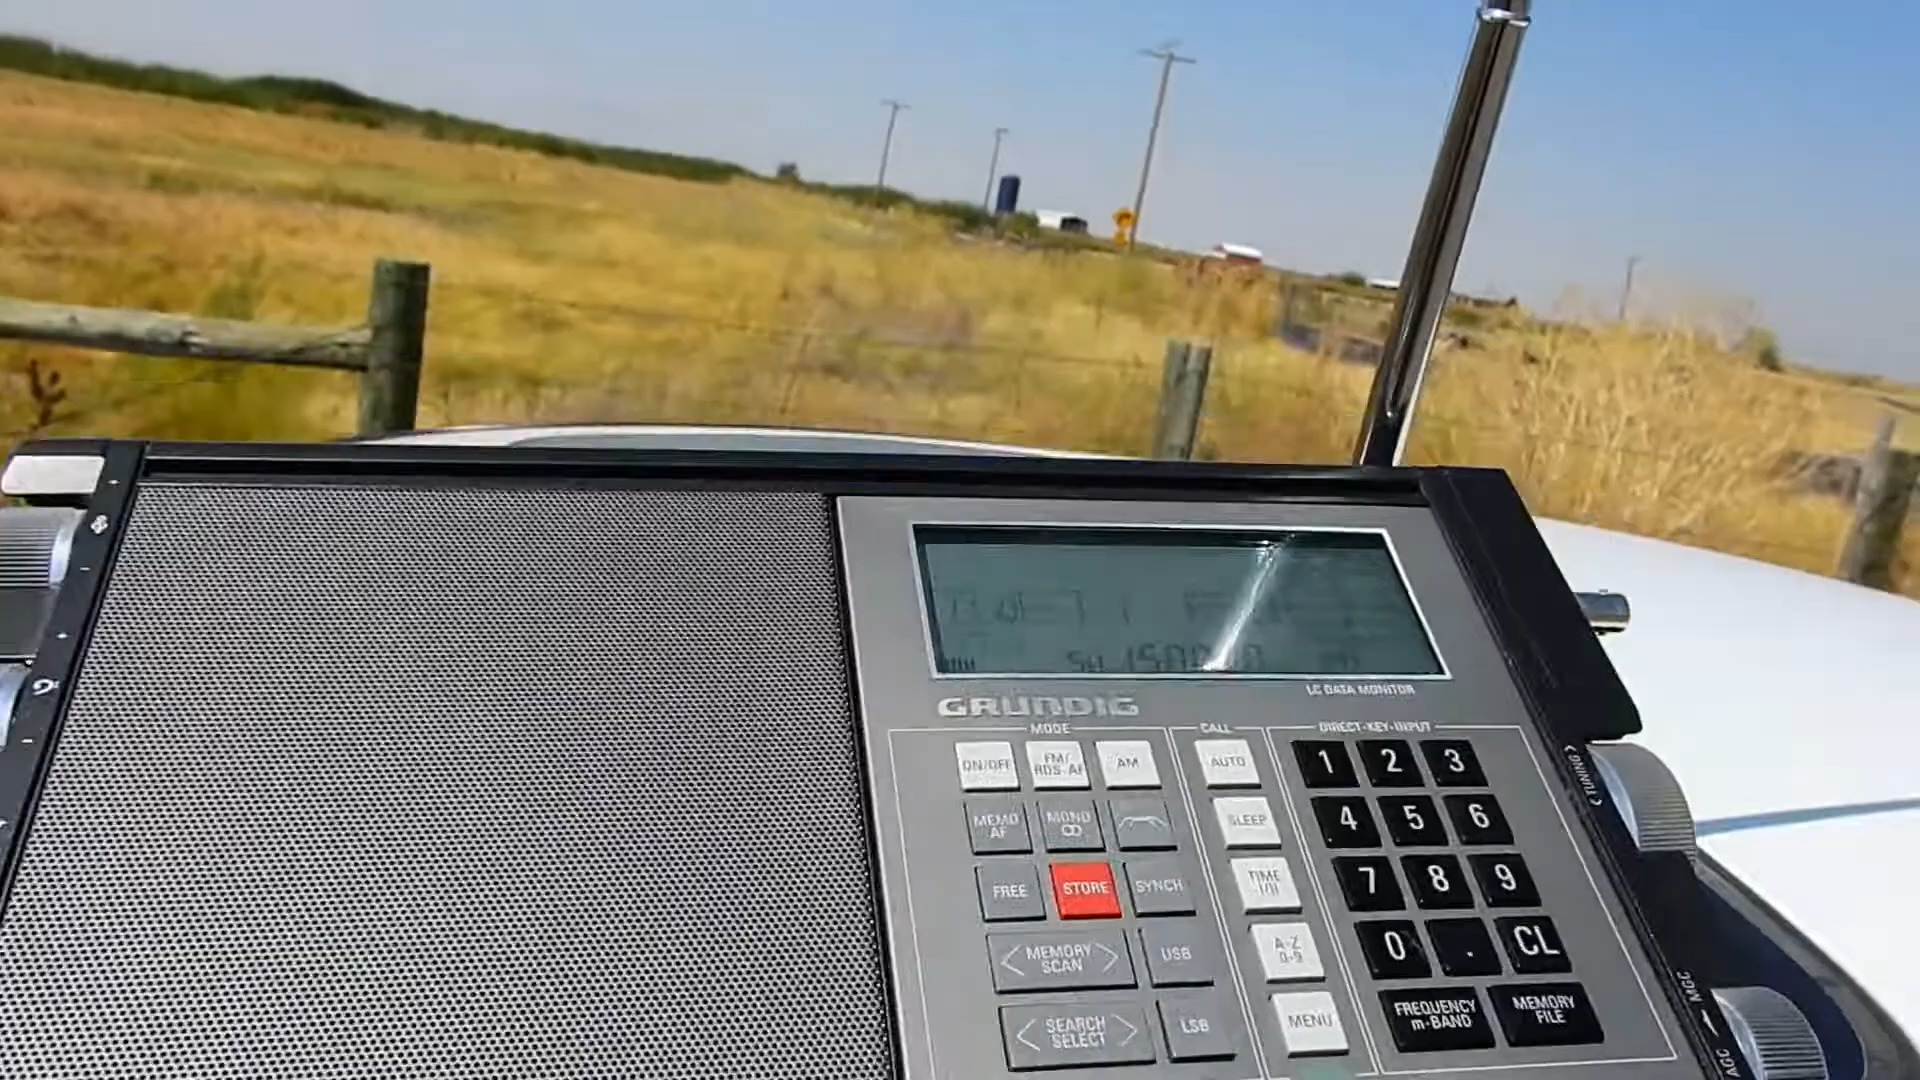 GRUNDIG
LC DATA MONITOR
MODE
CALL
DIRECT-KEY-INPUT
ON/OFF
FM/
RDS-AF
AM
AUTO
1 2 3
MEMO
AF
MONO
SLEEP
4 5 6
FREE
STORE
SYNCH
TIME
I/II
7 8 9
< MEMORY
SCAN >
USB
A-Z
0-9
0 . CL
< SEARCH
SELECT >
LSB
MENU
FREQUENCY
m-BAND
MEMORY
FILE
< TUNING >
MGC
AGC